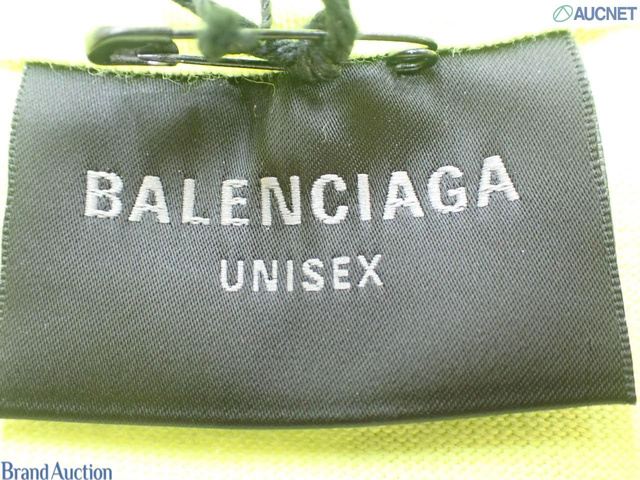 AUCNET
BALENCIAGA
UNISEX
Brand Auction